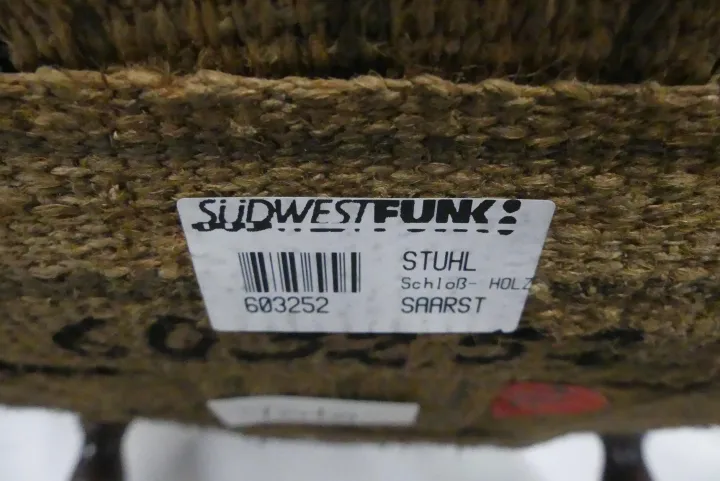 SÜDWESTFUNK:
STUHL
Schloß- HOLZ
603252 SAARST